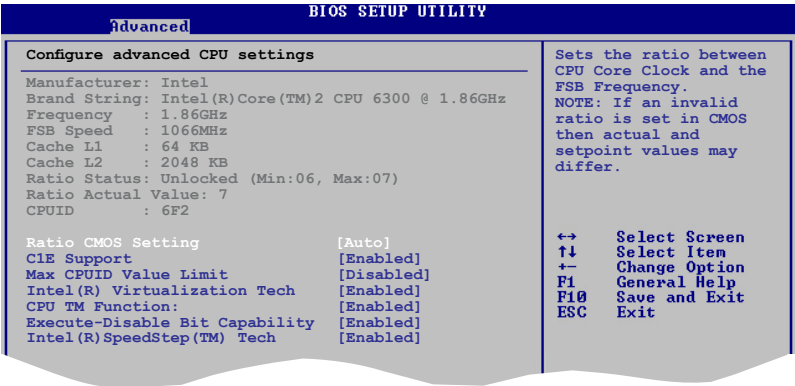 BIOS SETUP UTILITY
Advanced
Configure advanced CPU settings
Manufacturer: Intel
Brand String: Intel(R)Core(TM)2 CPU 6300 @ 1.86GHz
Frequency : 1.86GHz
FSB Speed : 1066MHz
Cache L1 : 64 KB
Cache L2 : 2048 KB
Ratio Status: Unlocked (Min:06, Max:07)
Ratio Actual Value: 7
CPUID : 6F2
Ratio CMOS Setting [Auto]
C1E Support [Enabled]
Max CPUID Value Limit [Disabled]
Intel(R) Virtualization Tech [Enabled]
CPU TM Function: [Enabled]
Execute-Disable Bit Capability [Enabled]
Intel(R)SpeedStep(TM) Tech [Enabled]
Sets the ratio between
CPU Core Clock and the
FSB Frequency.
NOTE: If an invalid
ratio is set in CMOS
then actual and
setpoint values may
differ.
←→ Select Screen
↑↓ Select Item
+- Change Option
F1 General Help
F10 Save and Exit
ESC Exit